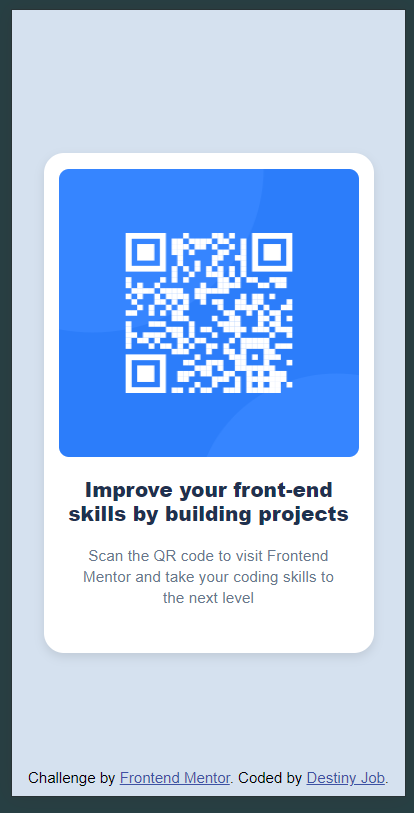 Improve your front-end
skills by building projects
Scan the QR code to visit Frontend
Mentor and take your coding skills to
the next level
Challenge by Frontend Mentor. Coded by Destiny Job.